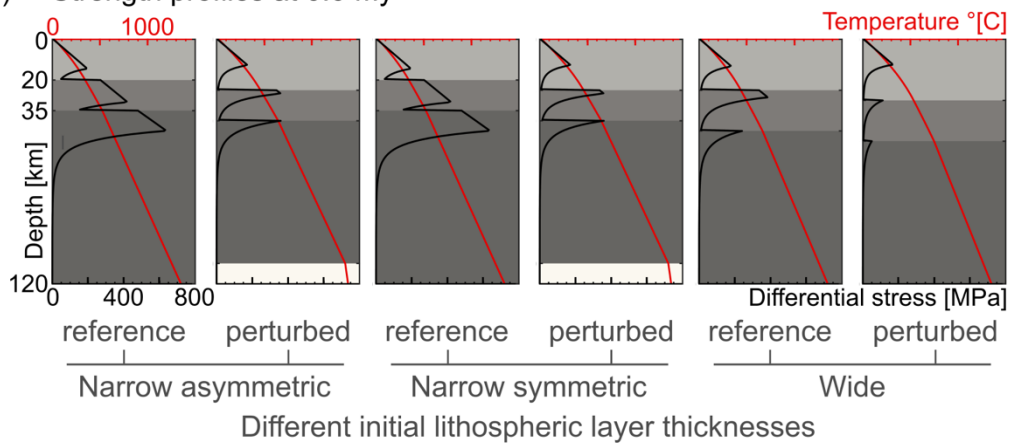 0 1000 Temperature °[C]
0
20
35
Depth [km]
120
0 400 800 Differential stress [MPa]
reference perturbed reference perturbed reference perturbed
Narrow asymmetric Narrow symmetric Wide
Different initial lithospheric layer thicknesses